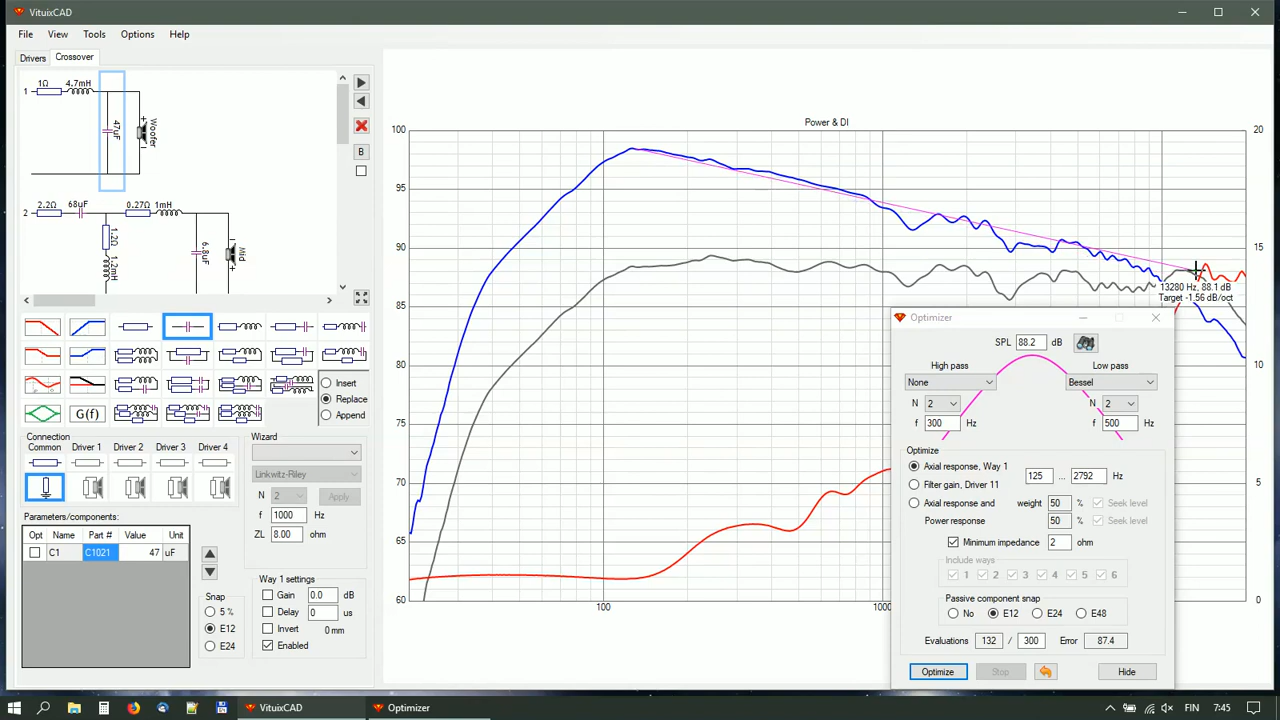 VituixCAD
File View Tools Options Help
Drivers Crossover
1 1Ω 4.7mH
47uF
Woofer
2 2.2Ω 68uF 0.27Ω 1mH
1.2Ω
1.2mH
6.8uF
Mid
B
G(f)
Insert
Replace
Append
Connection
Common Driver 1 Driver 2 Driver 3 Driver 4
Parameters/components:
Opt Name Part # Value Unit
C1 C1021 47 uF
Snap
5 %
E12
E24
Wizard
Linkwitz-Riley
N 2 Apply
f 1000 Hz
ZL 8.00 ohm
Way 1 settings
Gain 0.0 dB
Delay 0 us
Invert 0 mm
Enabled
Power & DI
100 20
95
90 15
85
80 10
75
70 5
65
60 0
100 1000
13280 Hz, 88.1 dB
Target -1.56 dB/oct
Optimizer
SPL 88.2 dB
High pass Low pass
None Bessel
N 2 N 2
f 300 Hz f 500 Hz
Optimize
Axial response, Way 1 125 ... 2792 Hz
Filter gain, Driver 11
Axial response and weight 50 % Seek level
Power response 50 % Seek level
Minimum impedance 2 ohm
Include ways
1 2 3 4 5 6
Passive component snap
No E12 E24 E48
Evaluations 132 / 300 Error 87.4
Optimize Stop Hide
VituixCAD Optimizer FIN 7:45